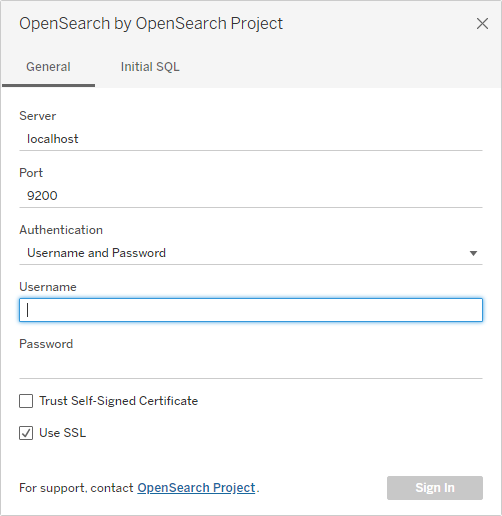 OpenSearch by OpenSearch Project
General Initial SQL
Server
localhost
Port
9200
Authentication
Username and Password
Username
Password
Trust Self-Signed Certificate
Use SSL
For support, contact OpenSearch Project. Sign In